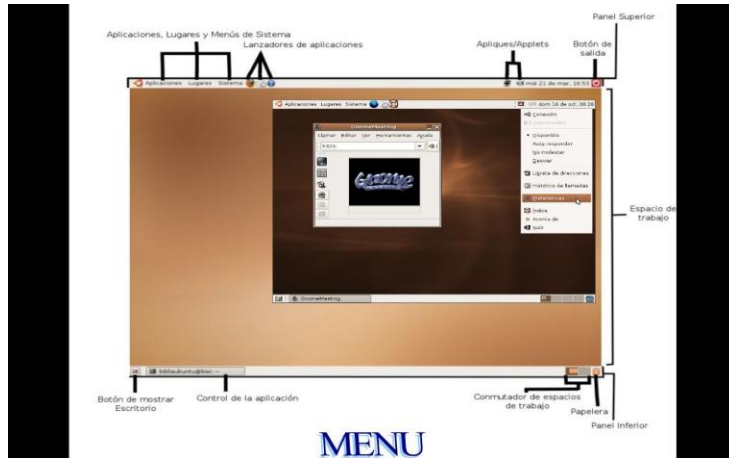 Panel Superior
Aplicaciones, Lugares y Menús de Sistema
Lanzadores de aplicaciones
Apliques/Applets
Botón de
salida
Aplicaciones Lugares Sistema
mié 21 de mar, 16:53
Aplicaciones Lugares Sistema
dom 16 de oct, 08:26
GnomeMeeting
Llamar Editar Ver Herramientas Ayuda
GNOME
Conexión
Disponible
Auto responder
No molestar
Desviar
Libreta de direcciones
Histórico de llamadas
Preferencias
Índice
Acerca de
Salir
Espacio de
trabajo
GnomeMeeting
Botón de mostrar
Escritorio
Control de la aplicación
Conmutador de espacios
de trabajo
Papelera
Panel Inferior
MENU